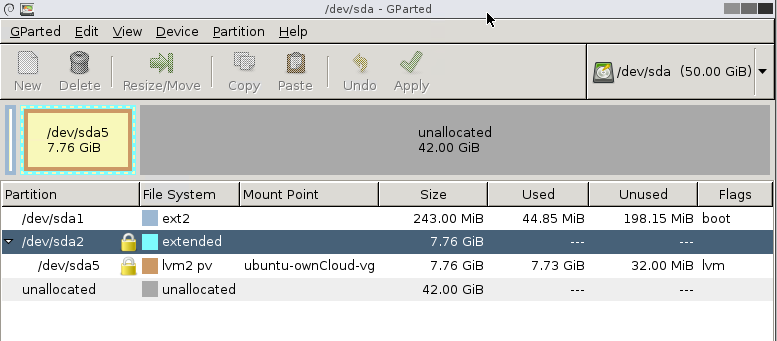 /dev/sda - GParted
GParted Edit View Device Partition Help
New Delete Resize/Move Copy Paste Undo Apply /dev/sda (50.00 GiB)
/dev/sda5
7.76 GiB
unallocated
42.00 GiB
Partition File System Mount Point Size Used Unused Flags
/dev/sda1 ext2 243.00 MiB 44.85 MiB 198.15 MiB boot
/dev/sda2 extended 7.76 GiB --- ---
/dev/sda5 lvm2 pv ubuntu-ownCloud-vg 7.76 GiB 7.73 GiB 32.00 MiB lvm
unallocated unallocated 42.00 GiB --- ---